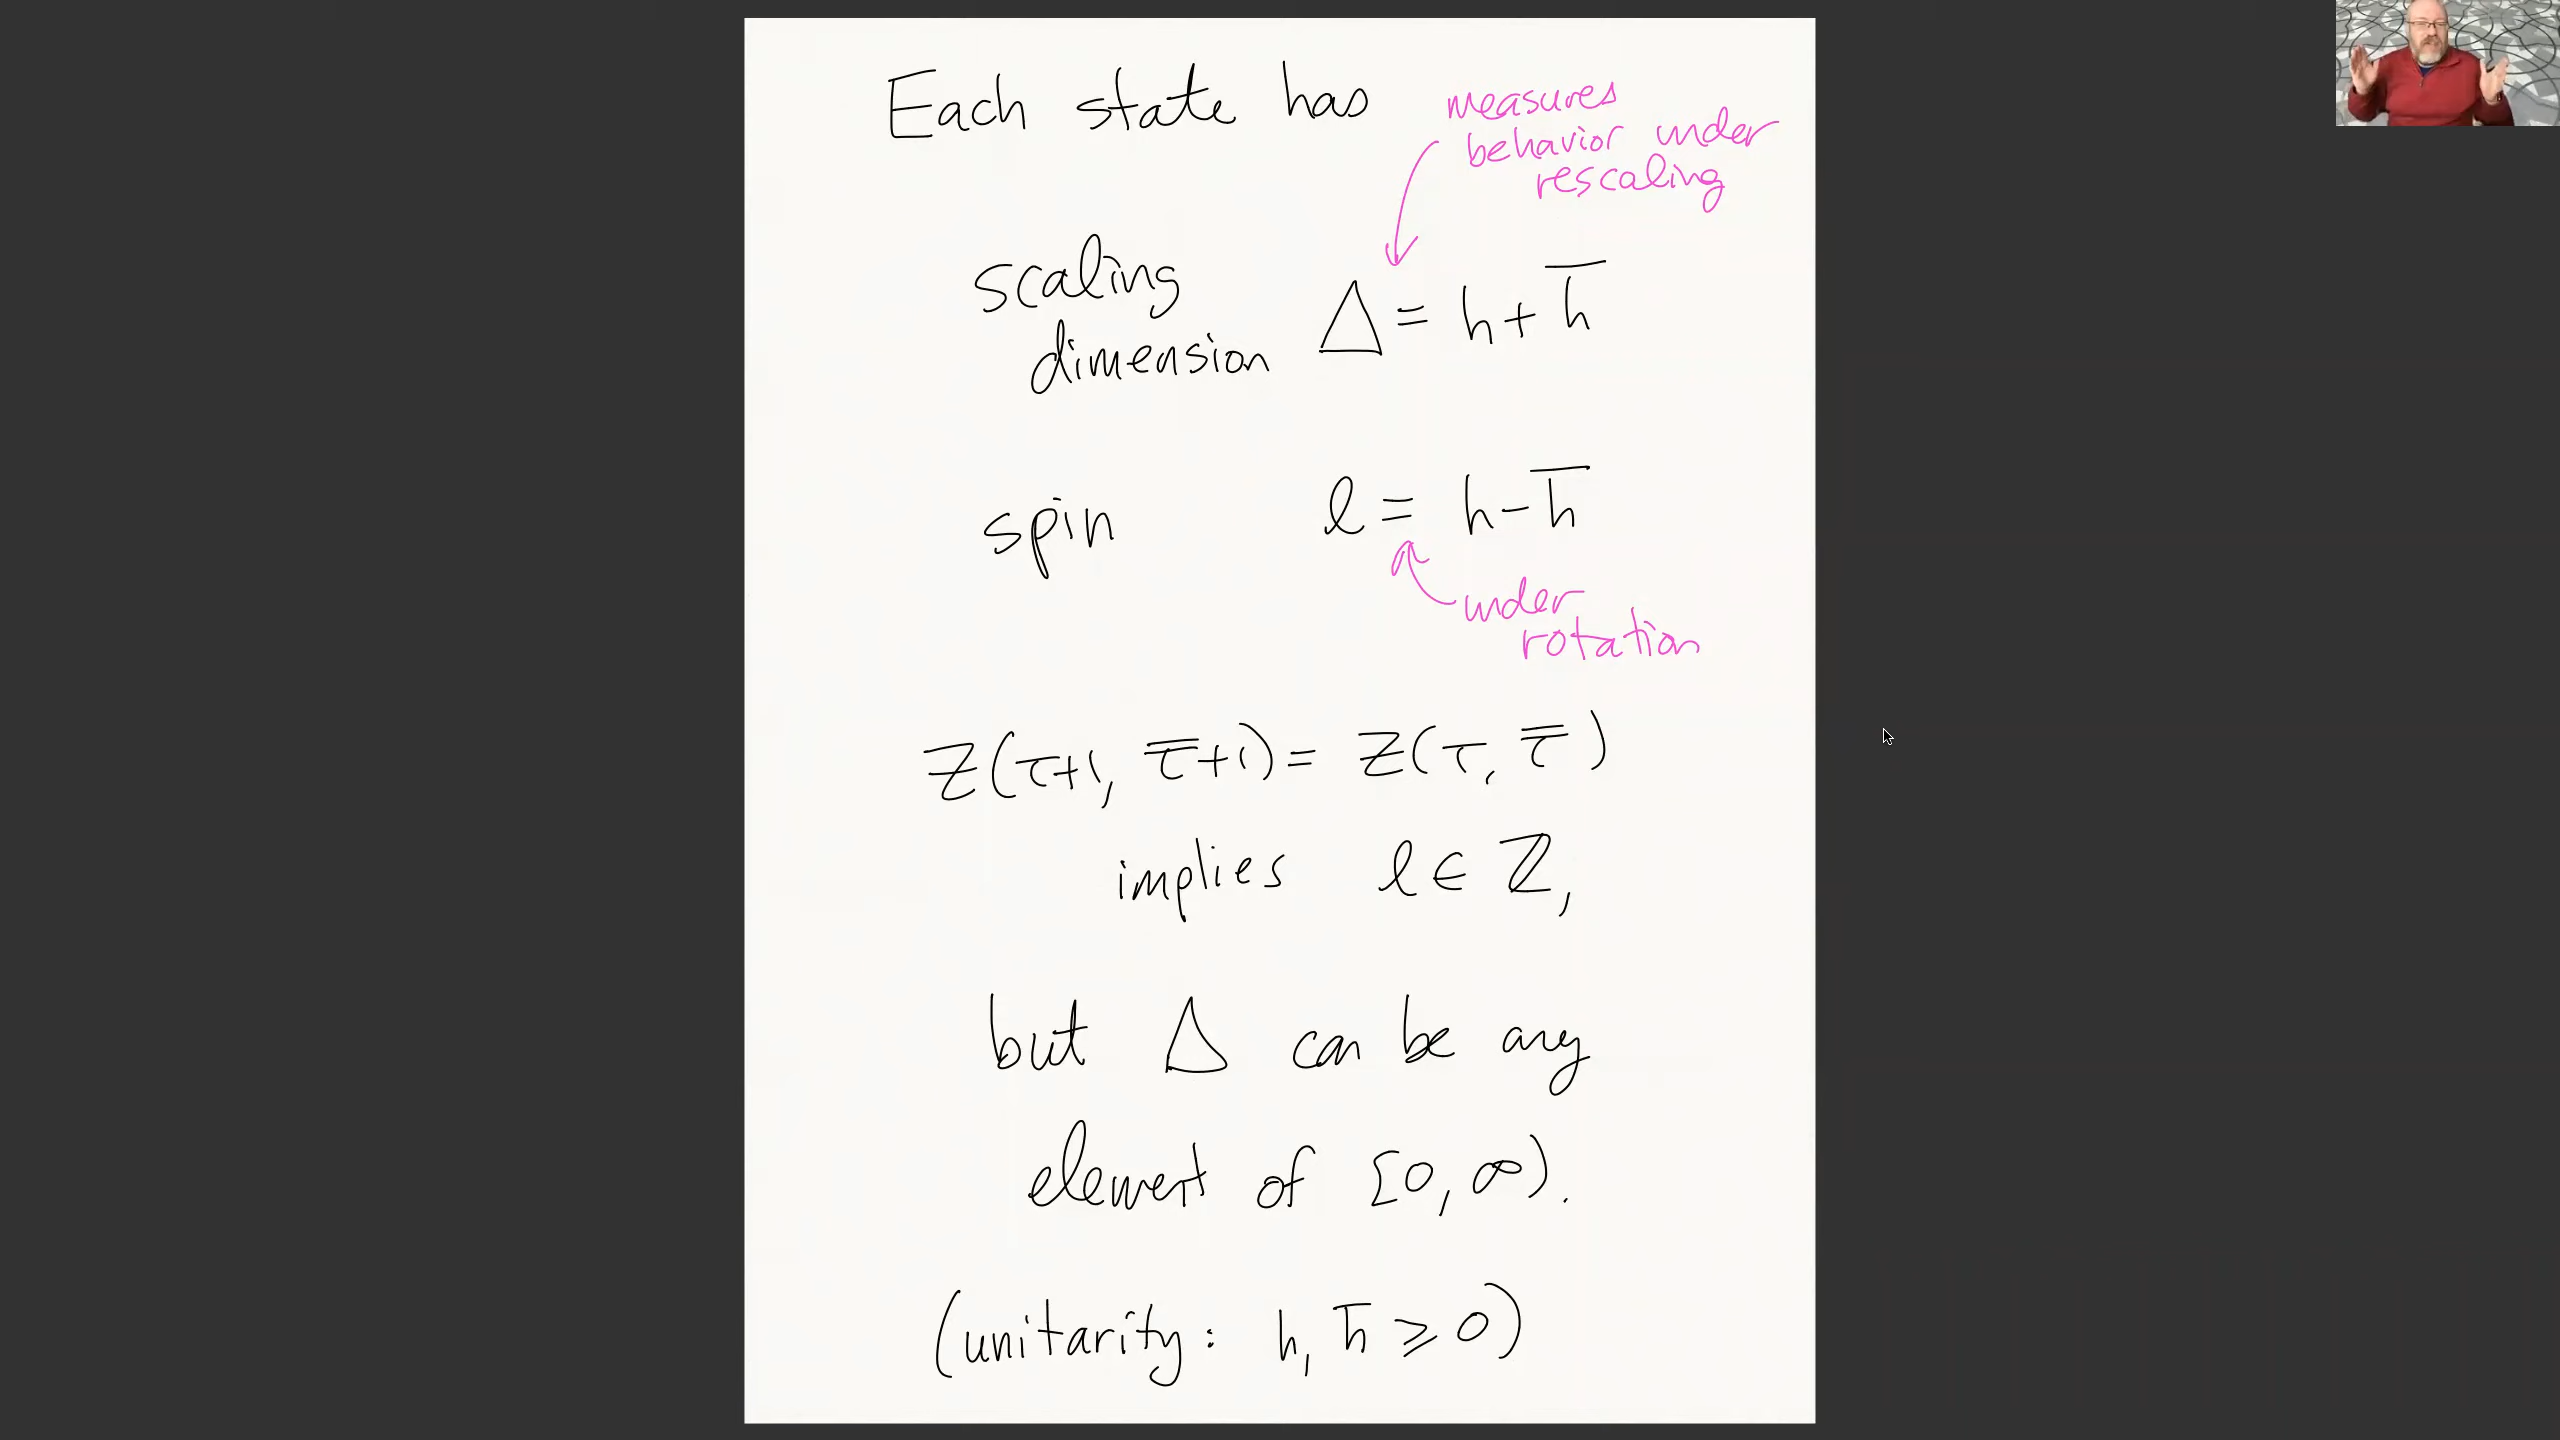 Each state has
measures
behavior under
rescaling
scaling
dimension Δ = h + h̅
spin ℓ = h - h̅
under
rotation
Z(τ+1, τ̅+1) = Z(τ, τ̅)
implies ℓ ∈ ℤ,
but Δ can be any
element of [0, ∞).
(unitarity: h, h̅ ⩾ 0)